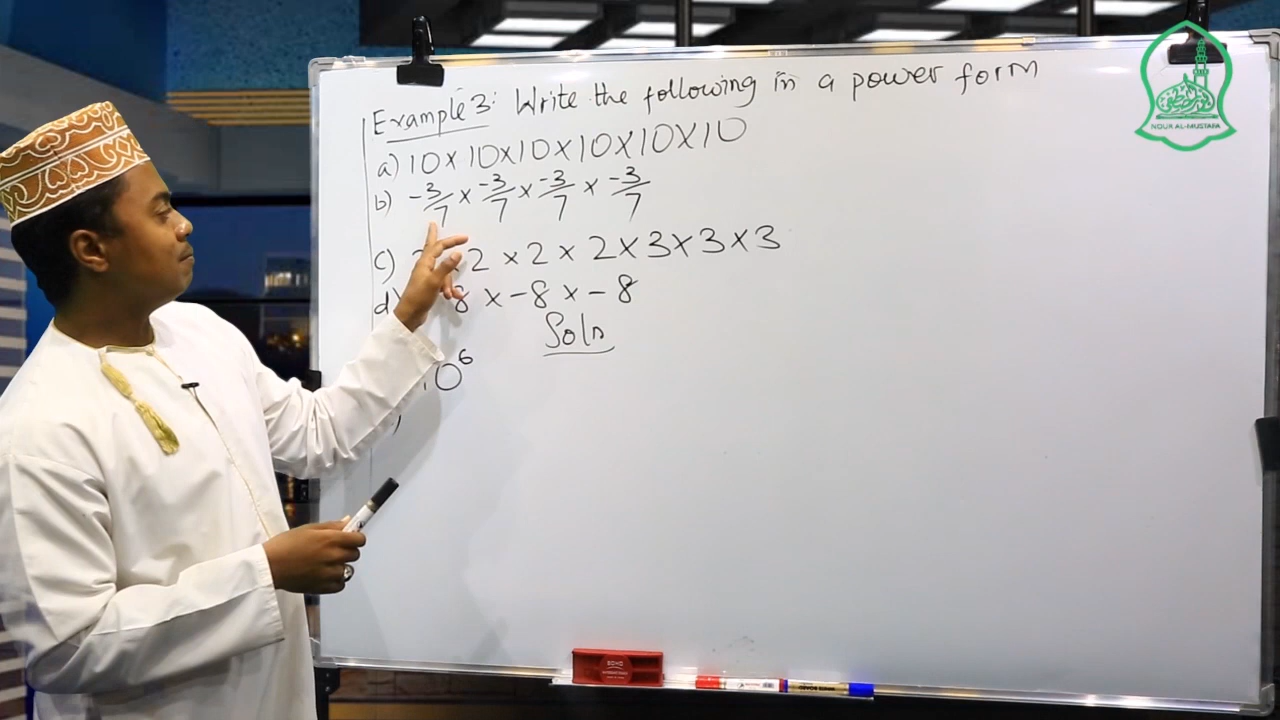 Example 3: Write the following in a power form
a) 10 × 10 × 10 × 10 × 10 × 10
b) -3/7 × -3/7 × -3/7 × -3/7
c) × 2 × 2 × 2 × 3 × 3 × 3
d) 8 × -8 × -8
Soln
10⁶
NOUR AL-MUSTAFA